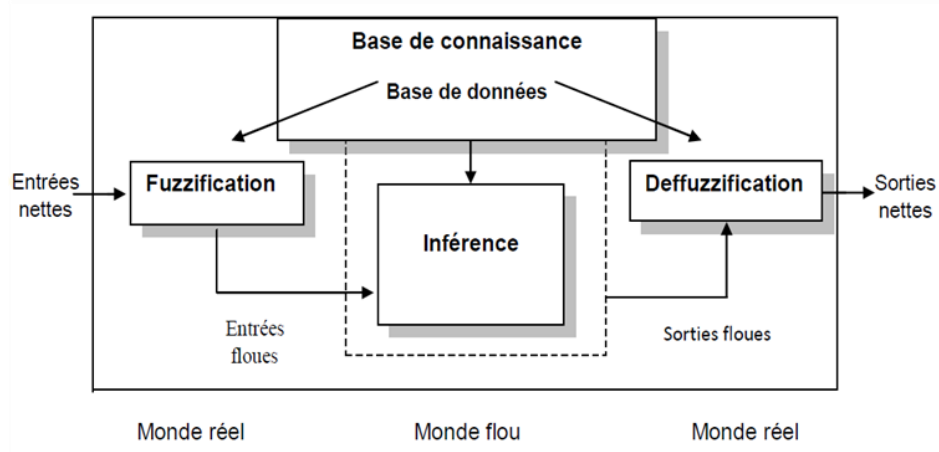 Base de connaissance
Base de données
Entrées
nettes
Fuzzification
Inférence
Deffuzzification
Sorties
nettes
Entrées
floues
Sorties floues
Monde réel
Monde flou
Monde réel